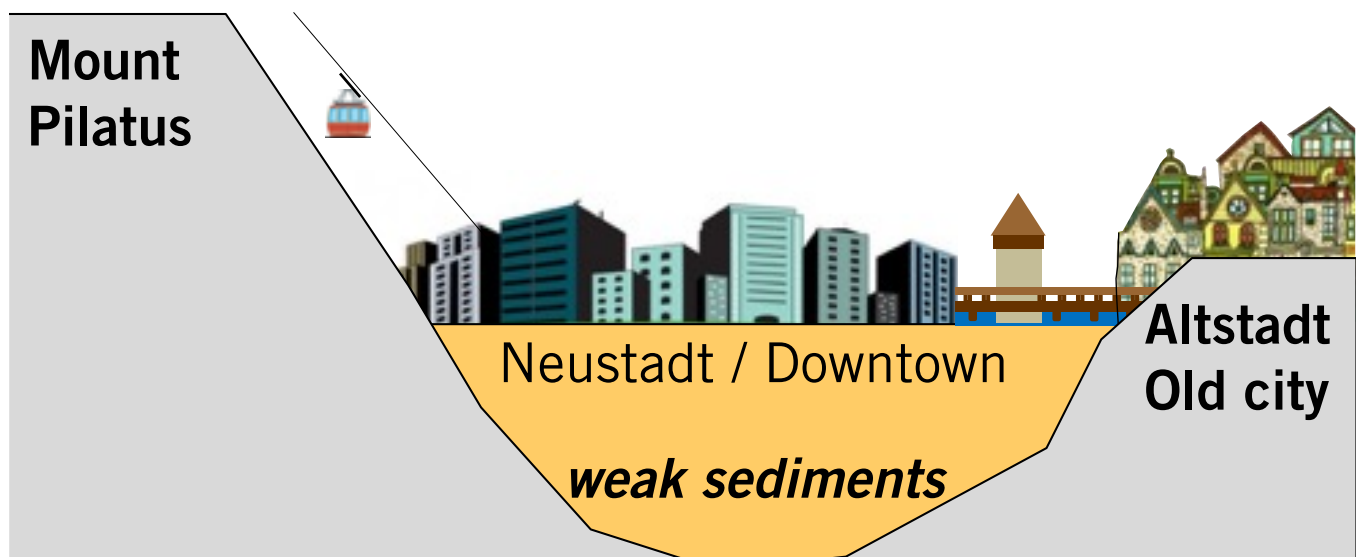 Mount
Pilatus
Neustadt / Downtown
weak sediments
Altstadt
Old city